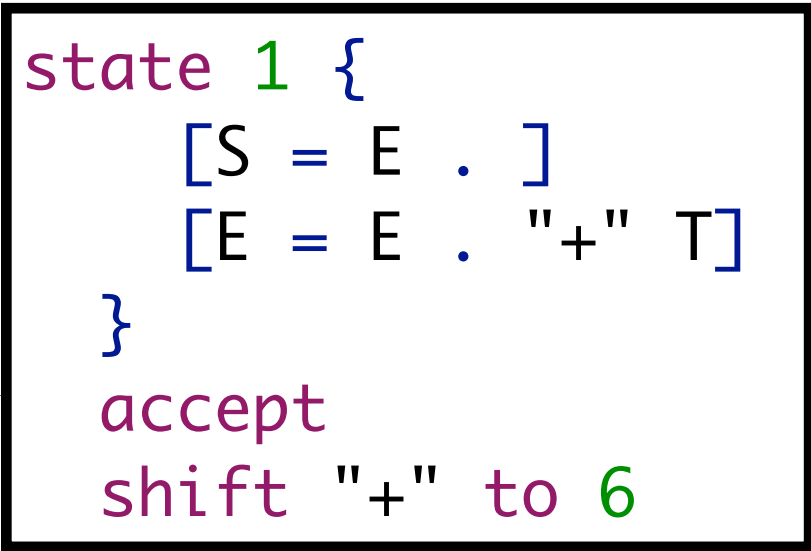 state 1 {
[S = E . ]
[E = E . "+" T]
}
accept
shift "+" to 6